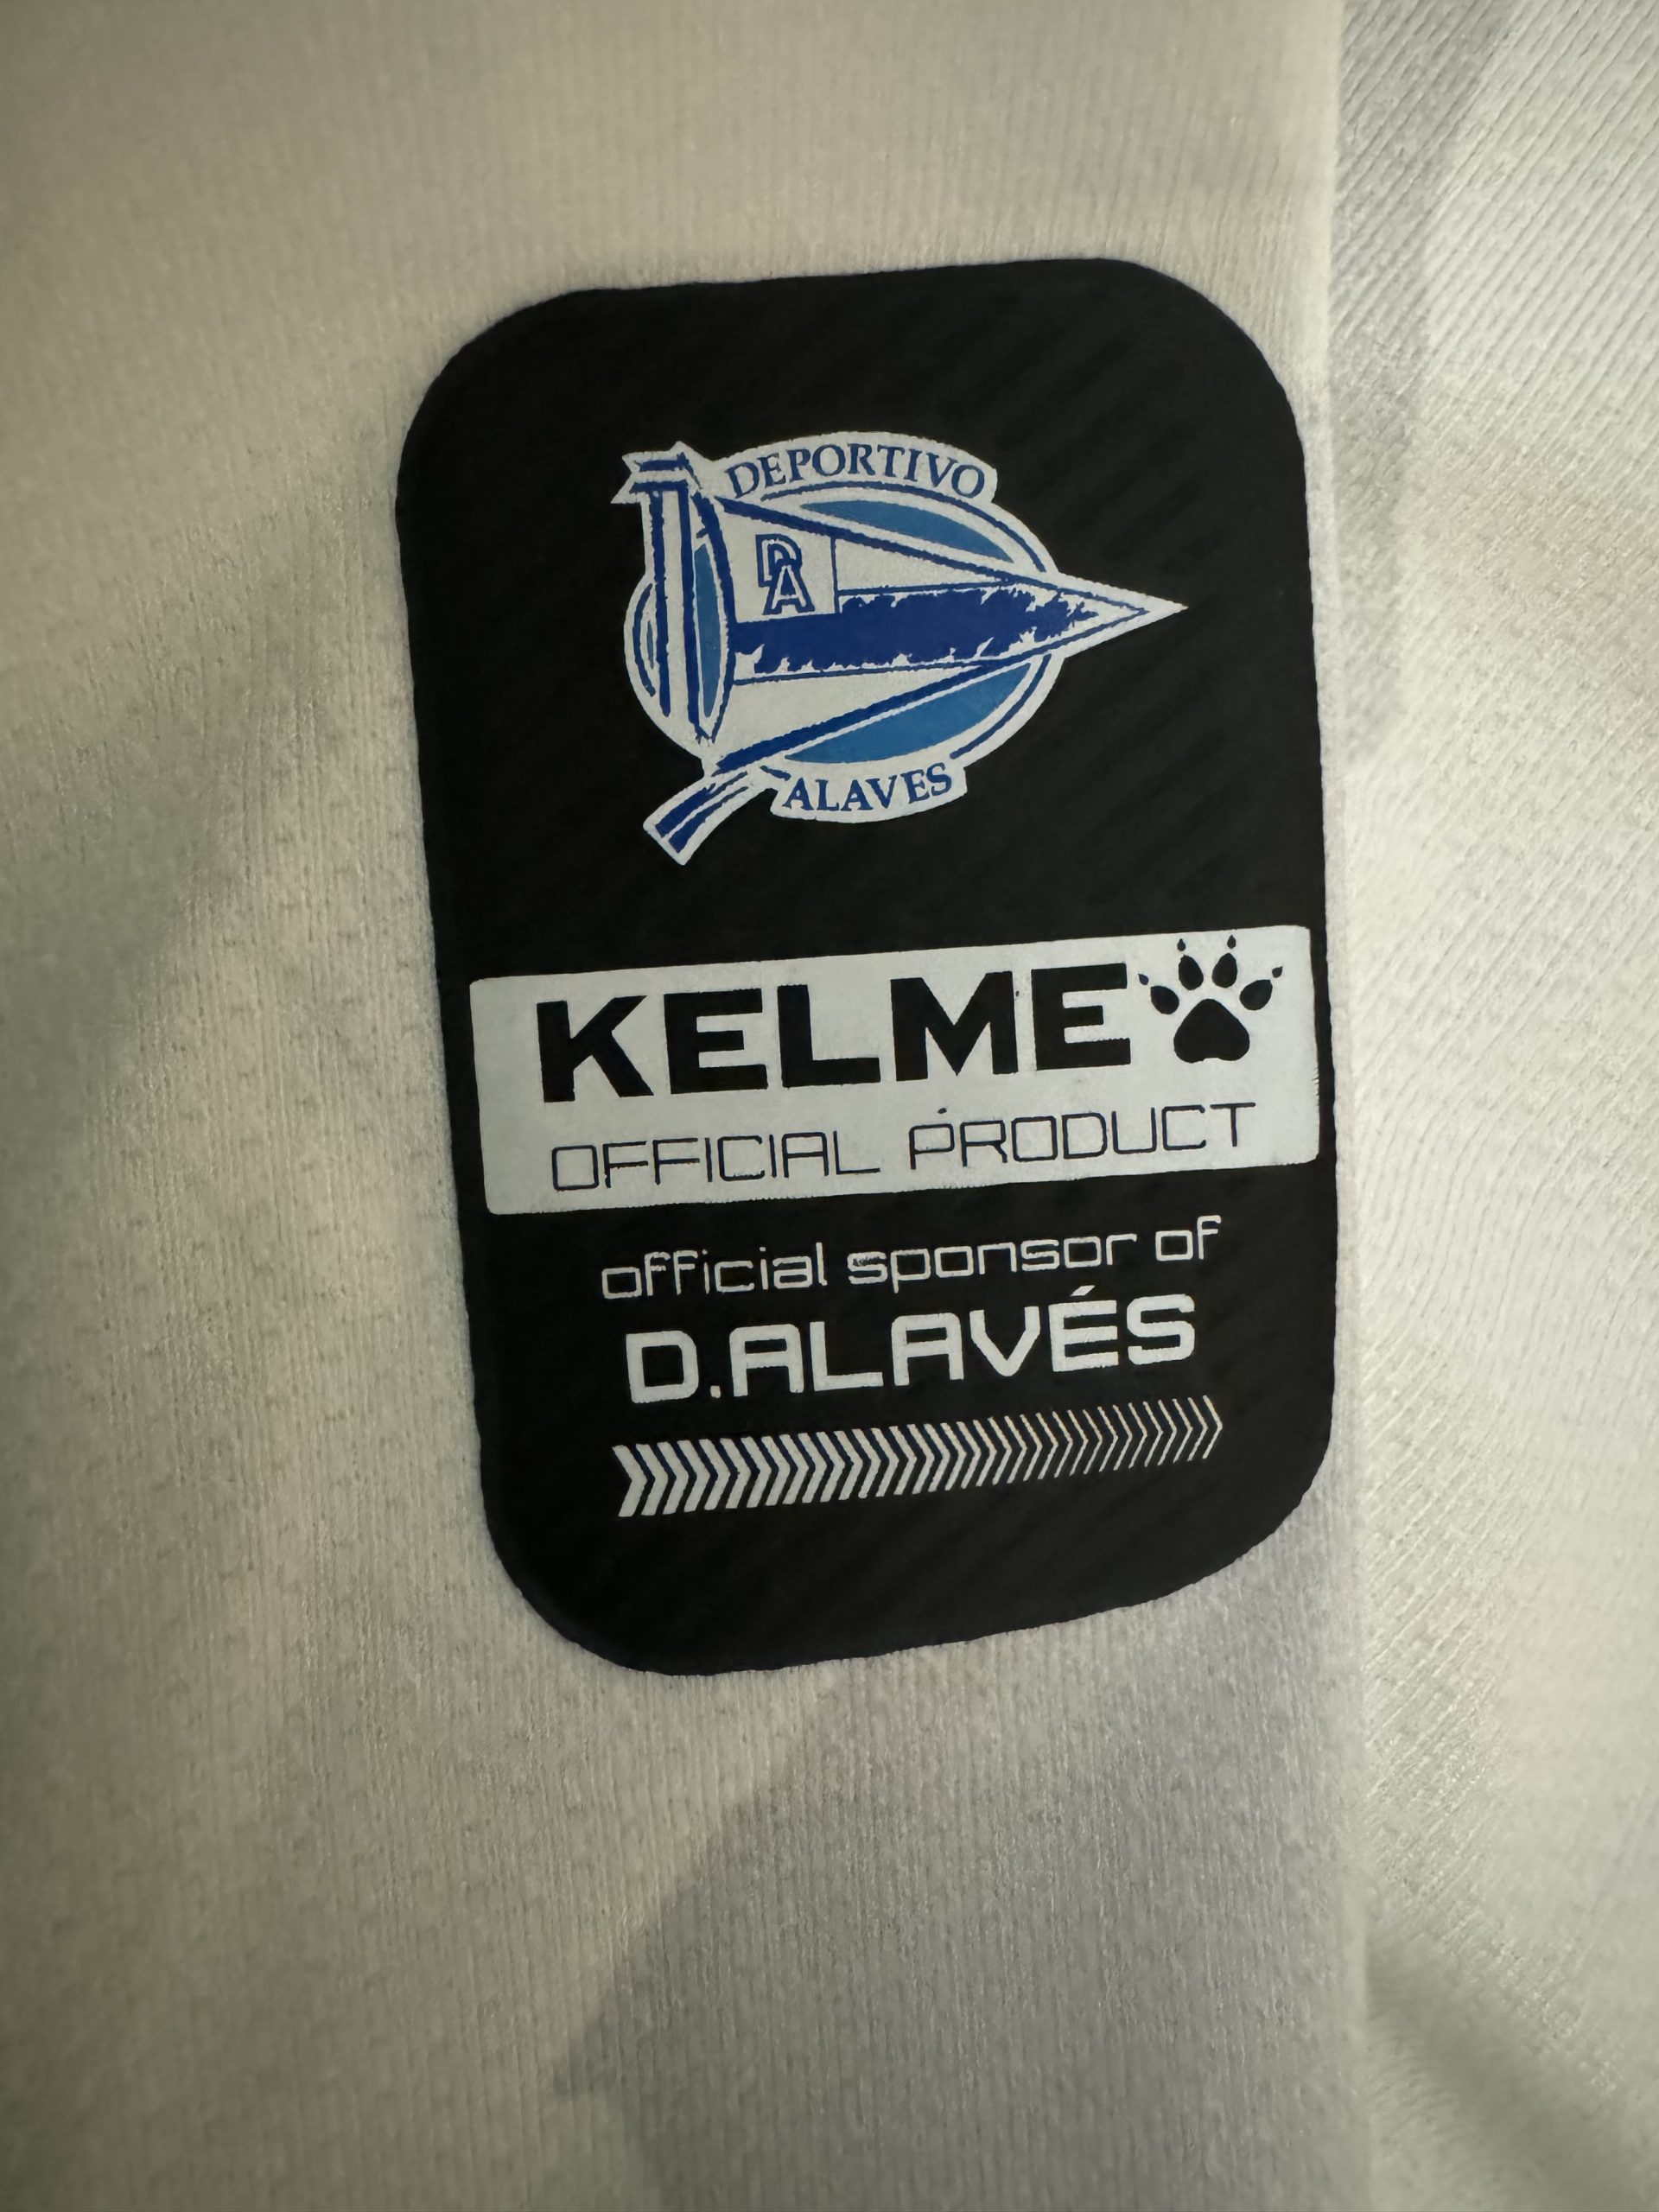 DEPORTIVO
DA
ALAVES
KELME
OFFICIAL PRODUCT
official sponsor of
D.ALAVÉS